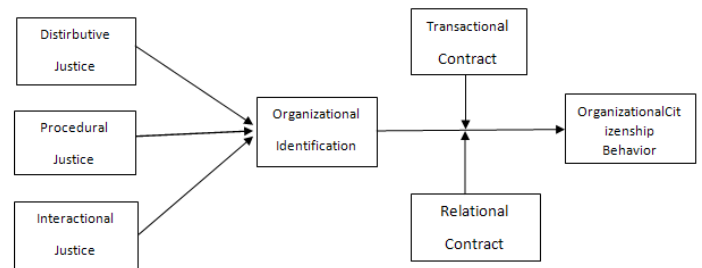 Distirbutive
Justice
Procedural
Justice
Interactional
Justice
Organizational
Identification
Transactional
Contract
Relational
Contract
OrganizationalCit
izenship
Behavior